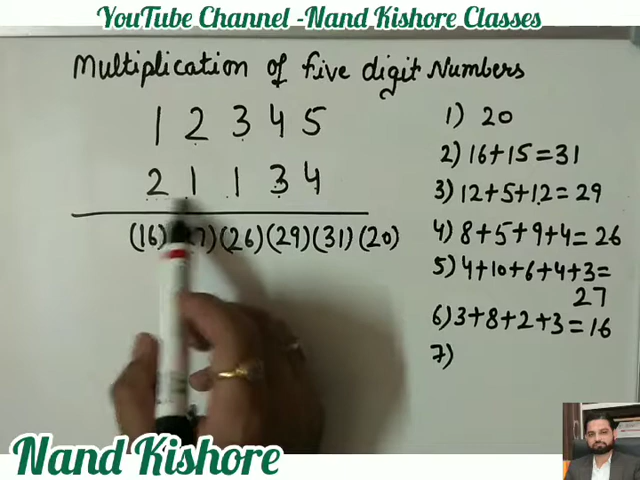 YouTube Channel -Nand Kishore Classes
Multiplication of five digit Numbers
1 2 3 4 5
2 1 1 3 4
(16) 7) (26) (29) (31) (20)
1) 20
2) 16+15=31
3) 12+5+12=29
4) 8+5+9+4=26
5) 4+10+6+4+3=
27
6) 3+8+2+3=16
7)
Nand Kishore